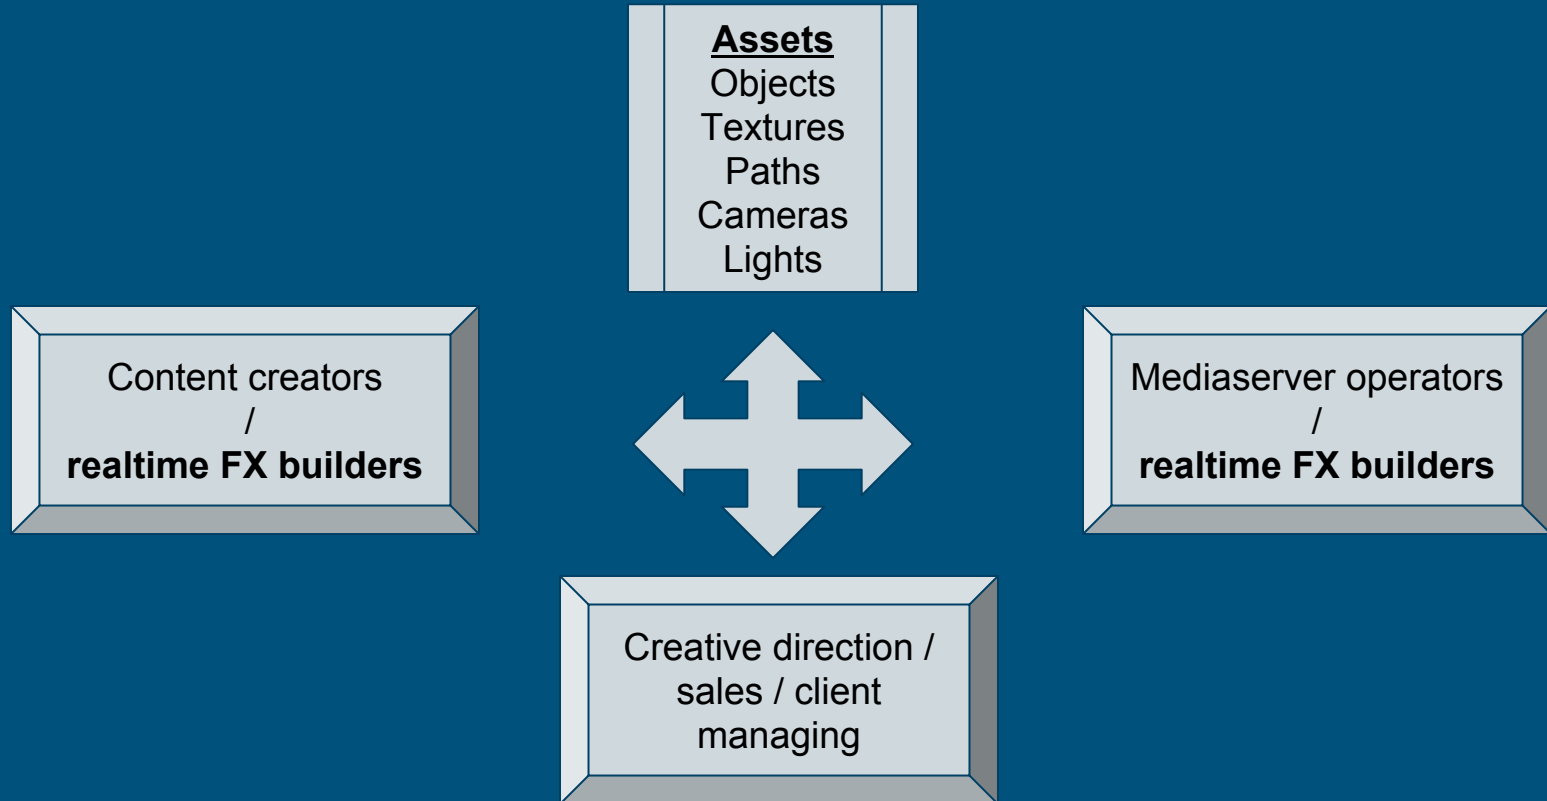 Assets
Objects
Textures
Paths
Cameras
Lights
Content creators
/
realtime FX builders
Mediaserver operators
/
realtime FX builders
Creative direction /
sales / client
managing